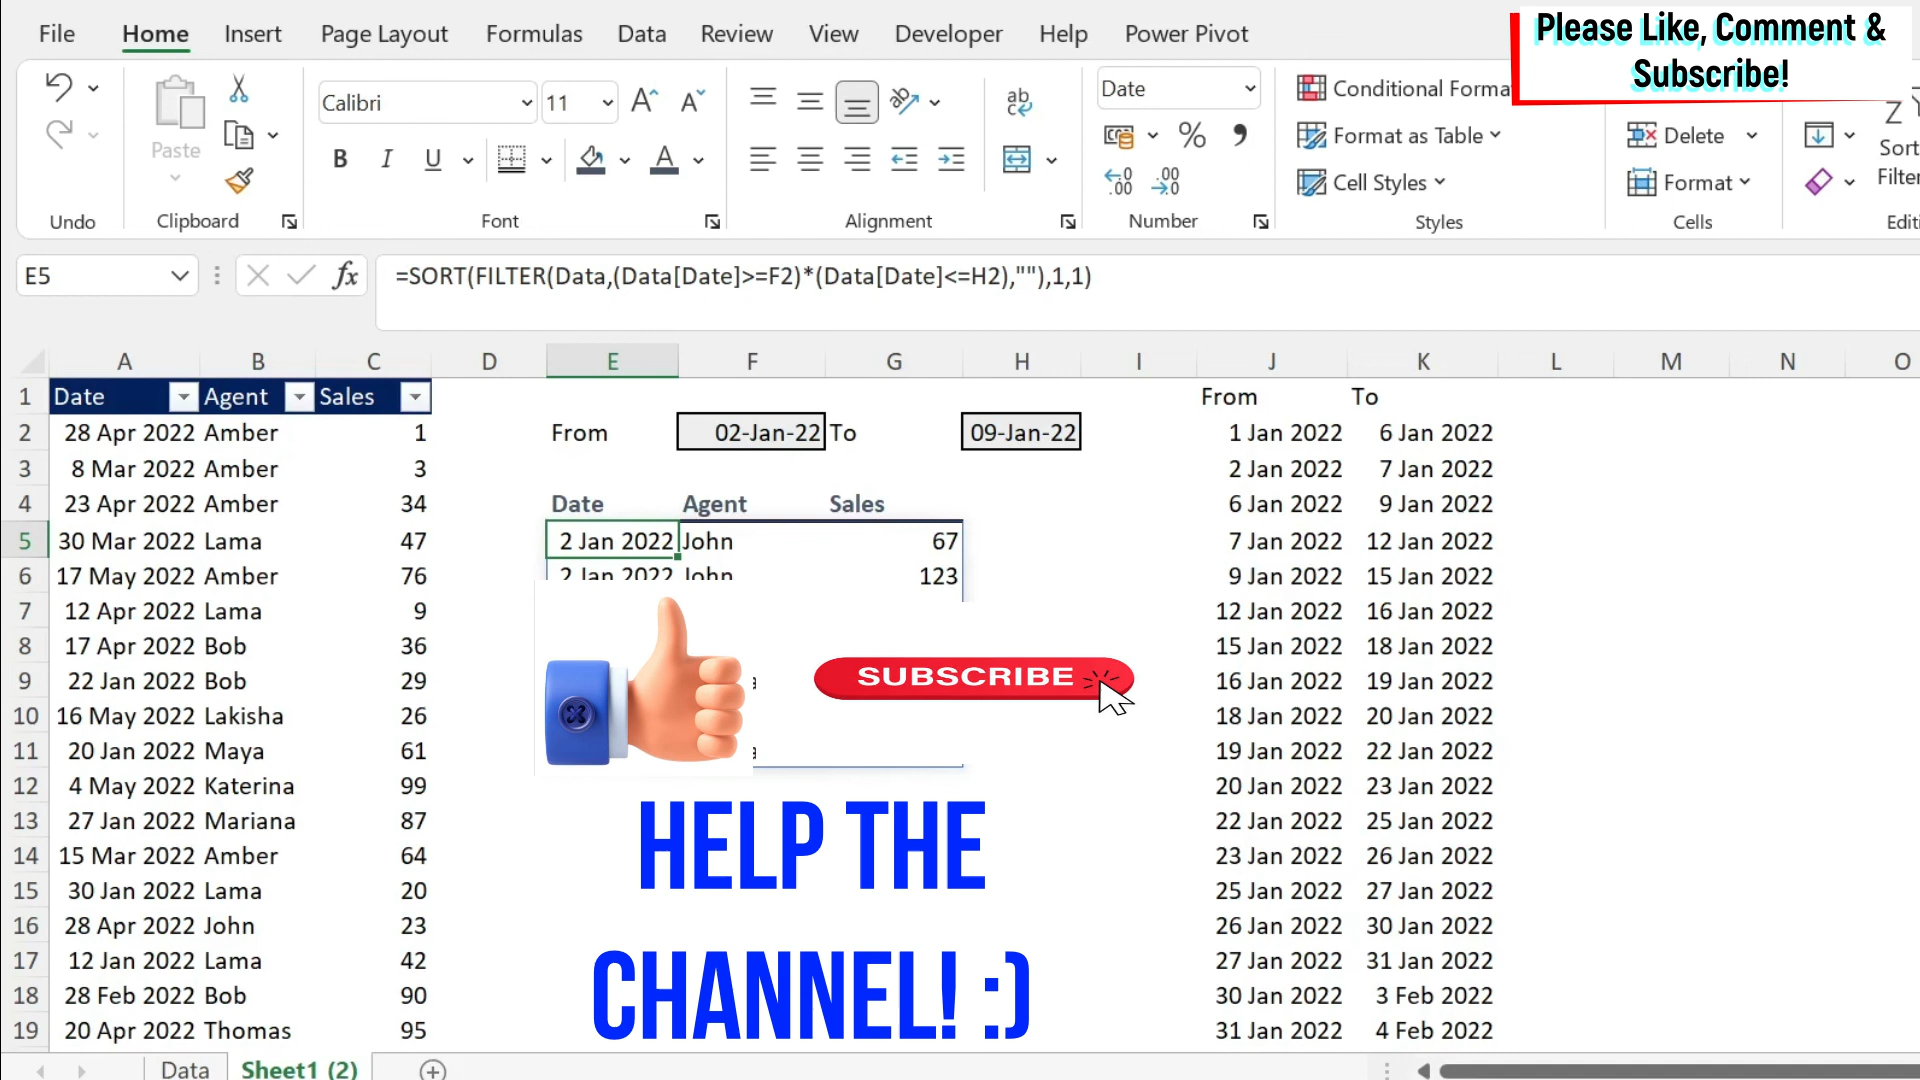 File Home Insert Page Layout Formulas Data Review View Developer Help Power Pivot
Please Like, Comment &
Subscribe!
Calibri 11 Date Conditional Forma
Paste B I U % Format as Table Delete Sort
Cell Styles Format Filter
Undo Clipboard Font Alignment Number Styles Cells Editi
E5 fx =SORT(FILTER(Data,(Data[Date]>=F2)*(Data[Date]<=H2),""),1,1)
A B C D E F G H I J K L M N O
1 Date Agent Sales From To
2 28 Apr 2022 Amber 1 From 02-Jan-22 To 09-Jan-22 1 Jan 2022 6 Jan 2022
3 8 Mar 2022 Amber 3 2 Jan 2022 7 Jan 2022
4 23 Apr 2022 Amber 34 Date Agent Sales 6 Jan 2022 9 Jan 2022
5 30 Mar 2022 Lama 47 2 Jan 2022 John 67 7 Jan 2022 12 Jan 2022
6 17 May 2022 Amber 76 2 Jan 2022 John 123 9 Jan 2022 15 Jan 2022
7 12 Apr 2022 Lama 9 12 Jan 2022 16 Jan 2022
8 17 Apr 2022 Bob 36 15 Jan 2022 18 Jan 2022
9 22 Jan 2022 Bob 29 SUBSCRIBE 16 Jan 2022 19 Jan 2022
10 16 May 2022 Lakisha 26 18 Jan 2022 20 Jan 2022
11 20 Jan 2022 Maya 61 19 Jan 2022 22 Jan 2022
12 4 May 2022 Katerina 99 20 Jan 2022 23 Jan 2022
13 27 Jan 2022 Mariana 87 22 Jan 2022 25 Jan 2022
14 15 Mar 2022 Amber 64 23 Jan 2022 26 Jan 2022
15 30 Jan 2022 Lama 20 25 Jan 2022 27 Jan 2022
16 28 Apr 2022 John 23 26 Jan 2022 30 Jan 2022
17 12 Jan 2022 Lama 42 27 Jan 2022 31 Jan 2022
18 28 Feb 2022 Bob 90 30 Jan 2022 3 Feb 2022
19 20 Apr 2022 Thomas 95 31 Jan 2022 4 Feb 2022
HELP THE
CHANNEL! :)
Data Sheet1 (2)